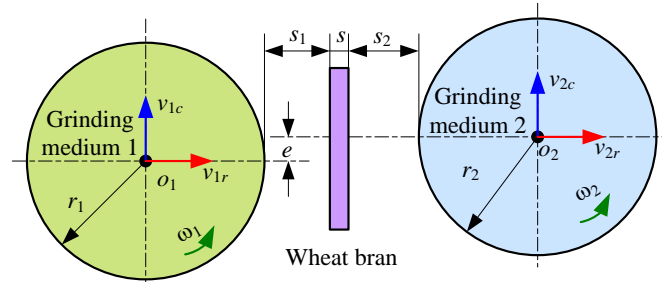 s₁ s s₂
Grinding
medium 1
v₁c
v₁r
o₁
r₁
ω₁
e
Wheat bran
Grinding
medium 2
v₂c
v₂r
o₂
r₂
ω₂